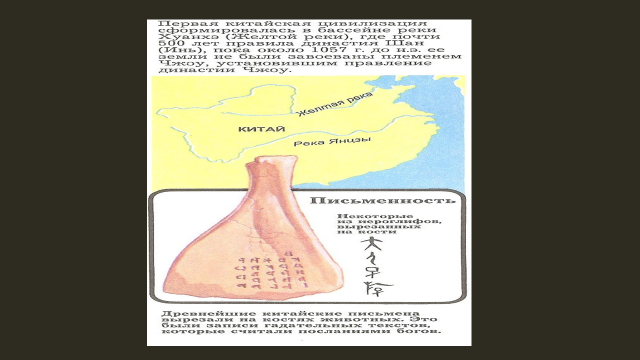 Первая китайская цивилизация
сформировалась в бассейне реки
Хуанхэ (Желтой реки), где почти
500 лет правила династия Шан
(Инь), пока около 1057 г. до н.э. ее
земли не были завоеваны племенем
Чжоу, установившим правление
династии Чжоу.
Желтая река
КИТАЙ
Река Янцзы
Письменность
Некоторые
из иероглифов,
вырезанных
на кости
Древнейшие китайские письмена
вырезали на костях животных. Это
были записи гадательных текстов,
которые считали посланиями богов.